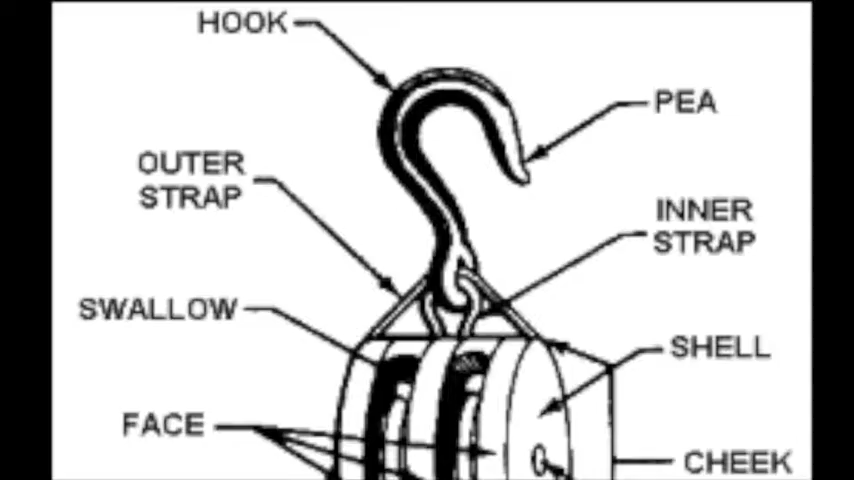 HOOK
PEA
OUTER
STRAP
INNER
STRAP
SWALLOW
SHELL
FACE
CHEEK